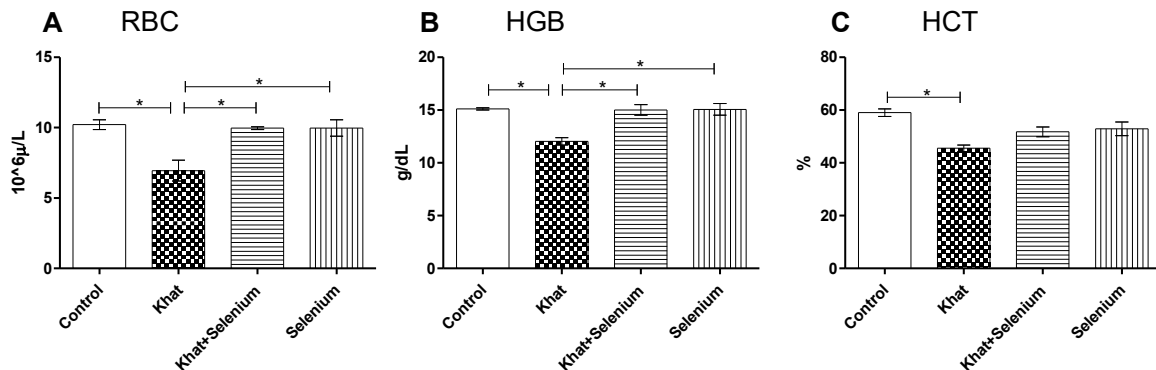 A RBC
15
10
5
0
10^6µ/L
*
*
*
Control
Khat
Khat+Selenium
Selenium
B HGB
20
15
10
5
0
g/dL
*
*
*
Control
Khat
Khat+Selenium
Selenium
C HCT
80
60
40
20
0
%
*
Control
Khat
Khat+Selenium
Selenium